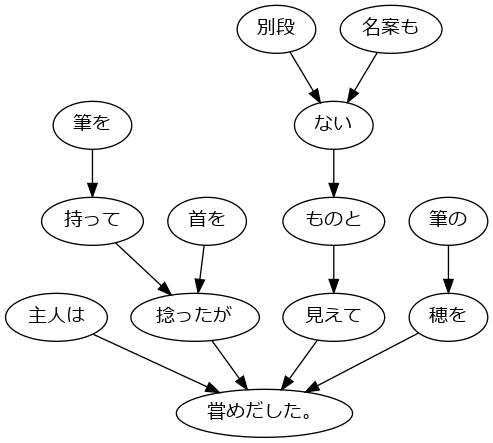 別段 名案も
筆を ない
持って 首を ものと 筆の
主人は 捻ったが 見えて 穂を
甞めだした。